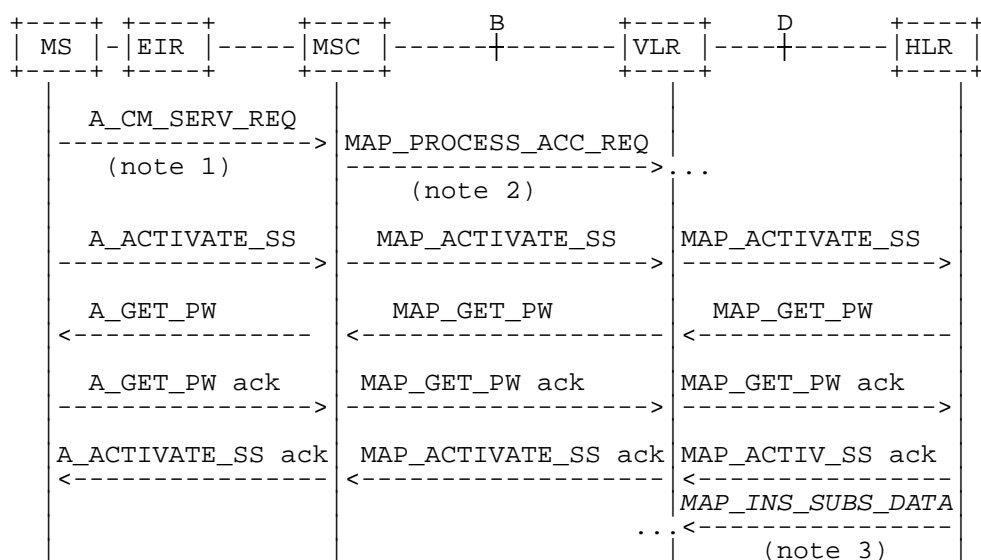 B D
MS EIR MSC VLR HLR
A_CM_SERV_REQ
MAP_PROCESS_ACC_REQ
(note 1) ...
(note 2)
A_ACTIVATE_SS MAP_ACTIVATE_SS MAP_ACTIVATE_SS
A_GET_PW MAP_GET_PW MAP_GET_PW
A_GET_PW ack MAP_GET_PW ack MAP_GET_PW ack
A_ACTIVATE_SS ack MAP_ACTIVATE_SS ack MAP_ACTIV_SS ack
MAP_INS_SUBS_DATA
...
(note 3)